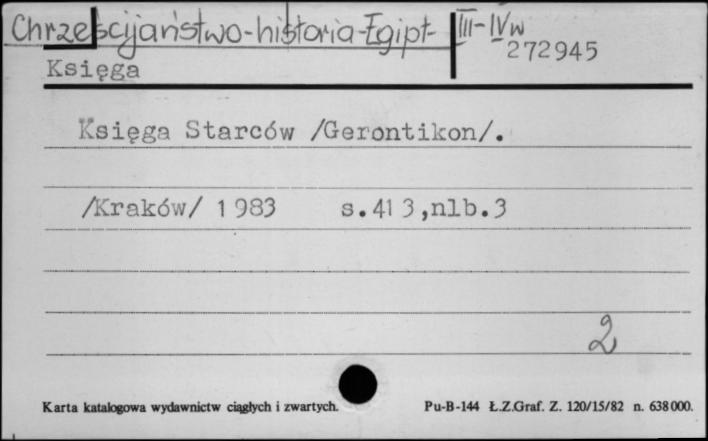 Chrześcijaństwo-historia-Egipt- III-IVw
272945
Księga
Księga Starców /Gerontikon/.
/Kraków/ 1983 s.413,nlb.3
2
Karta katalogowa wydawnictw ciągłych i zwartych. Pu-B-144 Ł.Z.Graf. Z. 120/15/82 n. 638000.